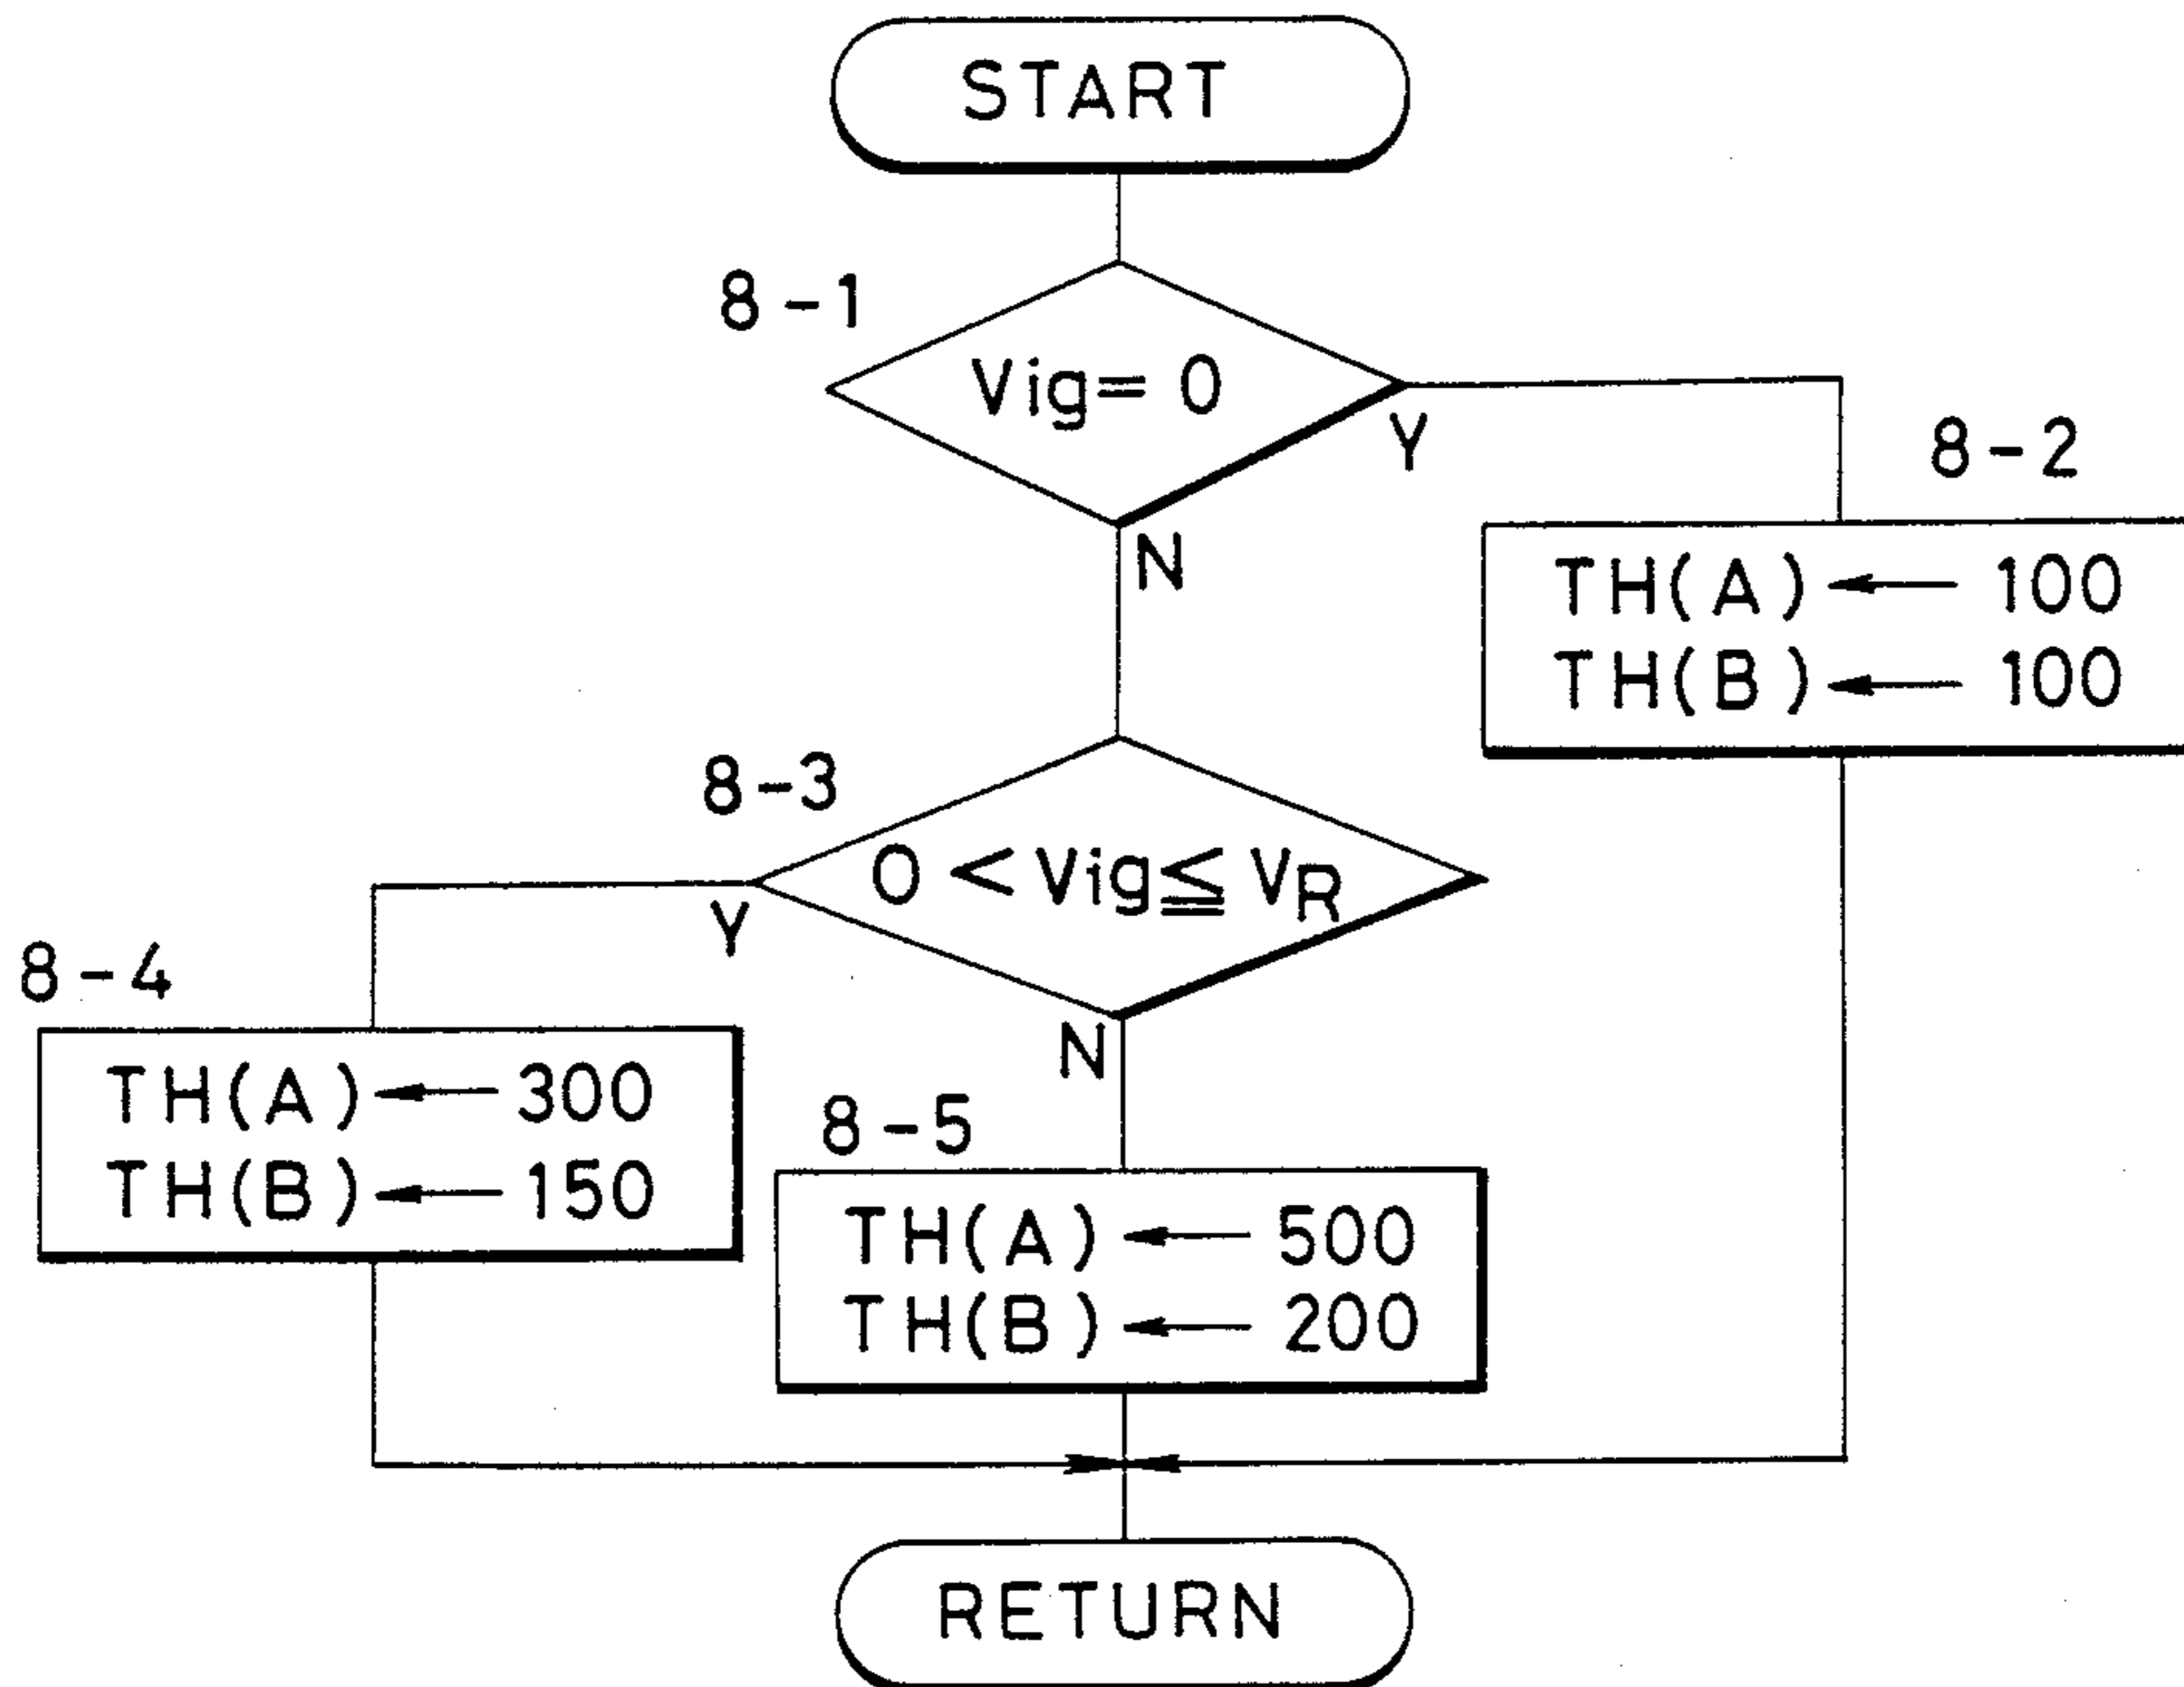 START
8-1
Vig= 0
Y
N
8-2
TH(A) ← 100
TH(B) ← 100
8-3
0 < Vig ≦ VR
Y
N
8-4
TH(A) ← 300
TH(B) ← 150
8-5
TH(A) ← 500
TH(B) ← 200
RETURN